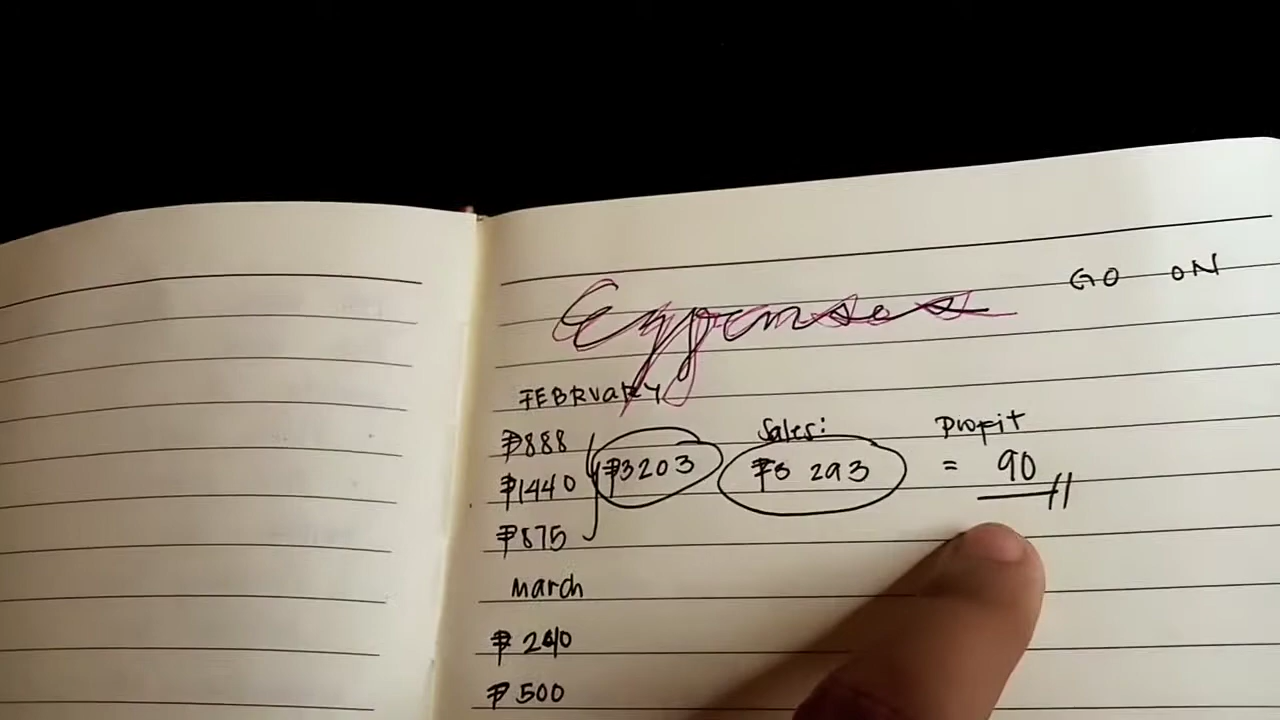 GO ON
Expenses
FEBRUARY
Sales: Profit
₱888
₱3203 ₱3 293 = 90
₱1440
₱875
March
₱ 240
₱ 500